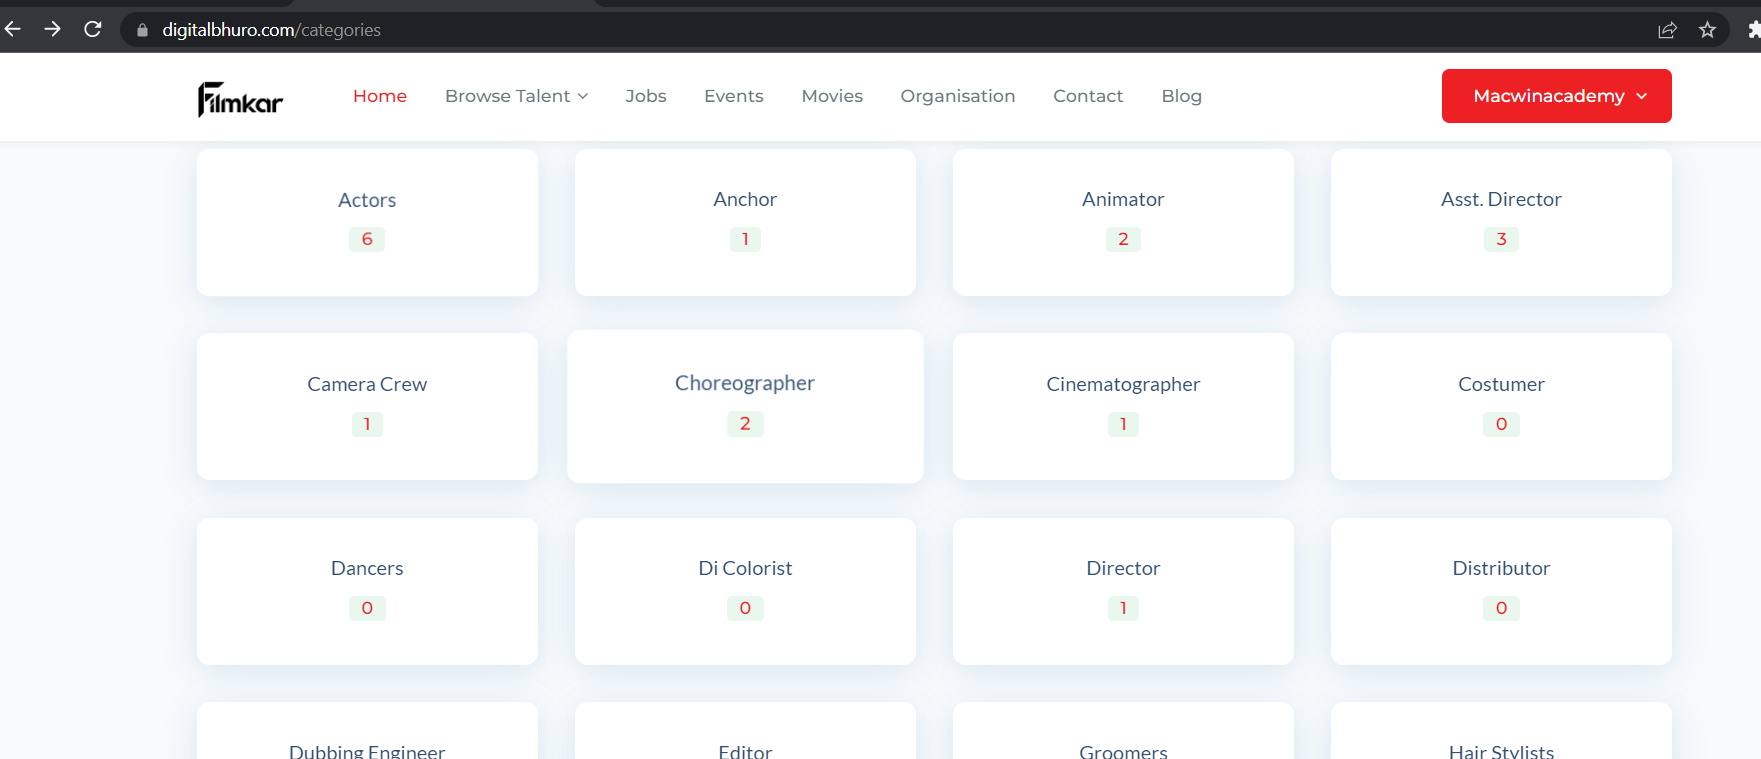 digitalbhuro.com/categories
Filmkar Home Browse Talent Jobs Events Movies Organisation Contact Blog Macwinacademy
Actors Anchor Animator Asst. Director
6 1 2 3
Camera Crew Choreographer Cinematographer Costumer
1 2 1 0
Dancers Di Colorist Director Distributor
0 0 1 0
Dubbing Engineer Editor Groomers Hair Stylists